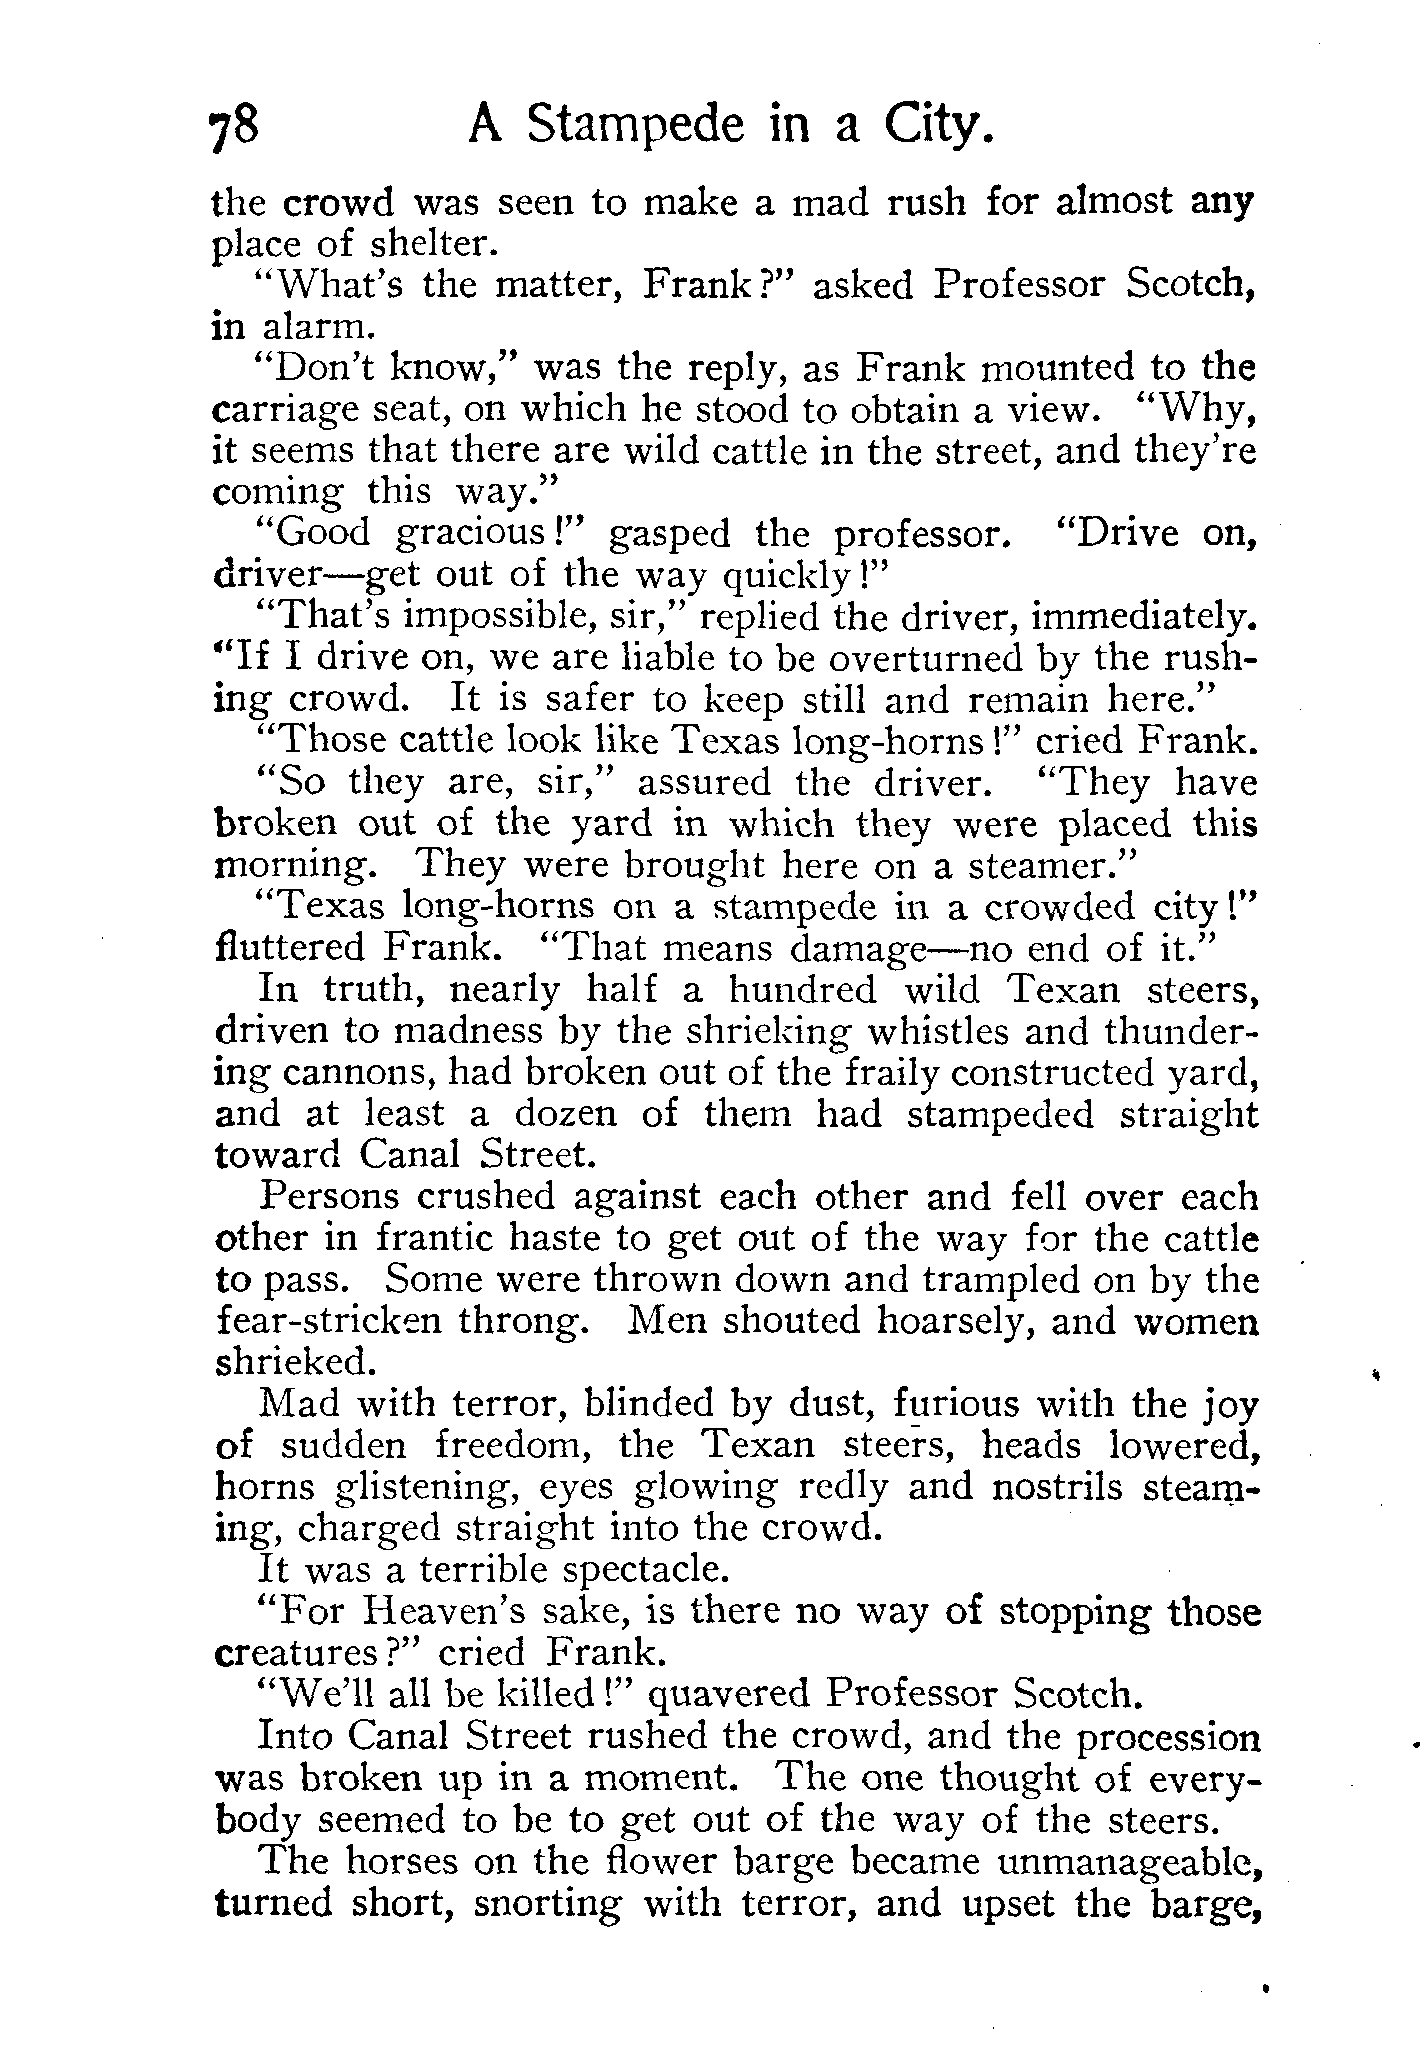 78 A Stampede in a City.
the crowd was seen to make a mad rush for almost any
place of shelter.
"What's the matter, Frank?" asked Professor Scotch,
in alarm.
"Don't know," was the reply, as Frank mounted to the
carriage seat, on which he stood to obtain a view. "Why,
it seems that there are wild cattle in the street, and they're
coming this way."
"Good gracious!" gasped the professor. "Drive on,
driver—get out of the way quickly!"
"That's impossible, sir," replied the driver, immediately.
"If I drive on, we are liable to be overturned by the rush-
ing crowd. It is safer to keep still and remain here."
"Those cattle look like Texas long-horns!" cried Frank.
"So they are, sir," assured the driver. "They have
broken out of the yard in which they were placed this
morning. They were brought here on a steamer."
"Texas long-horns on a stampede in a crowded city!"
fluttered Frank. "That means damage—no end of it."
In truth, nearly half a hundred wild Texan steers,
driven to madness by the shrieking whistles and thunder-
ing cannons, had broken out of the fraily constructed yard,
and at least a dozen of them had stampeded straight
toward Canal Street.
Persons crushed against each other and fell over each
other in frantic haste to get out of the way for the cattle
to pass. Some were thrown down and trampled on by the
fear-stricken throng. Men shouted hoarsely, and women
shrieked.
Mad with terror, blinded by dust, furious with the joy
of sudden freedom, the Texan steers, heads lowered,
horns glistening, eyes glowing redly and nostrils steam-
ing, charged straight into the crowd.
It was a terrible spectacle.
"For Heaven's sake, is there no way of stopping those
creatures?" cried Frank.
"We'll all be killed!" quavered Professor Scotch.
Into Canal Street rushed the crowd, and the procession
was broken up in a moment. The one thought of every-
body seemed to be to get out of the way of the steers.
The horses on the flower barge became unmanageable,
turned short, snorting with terror, and upset the barge,